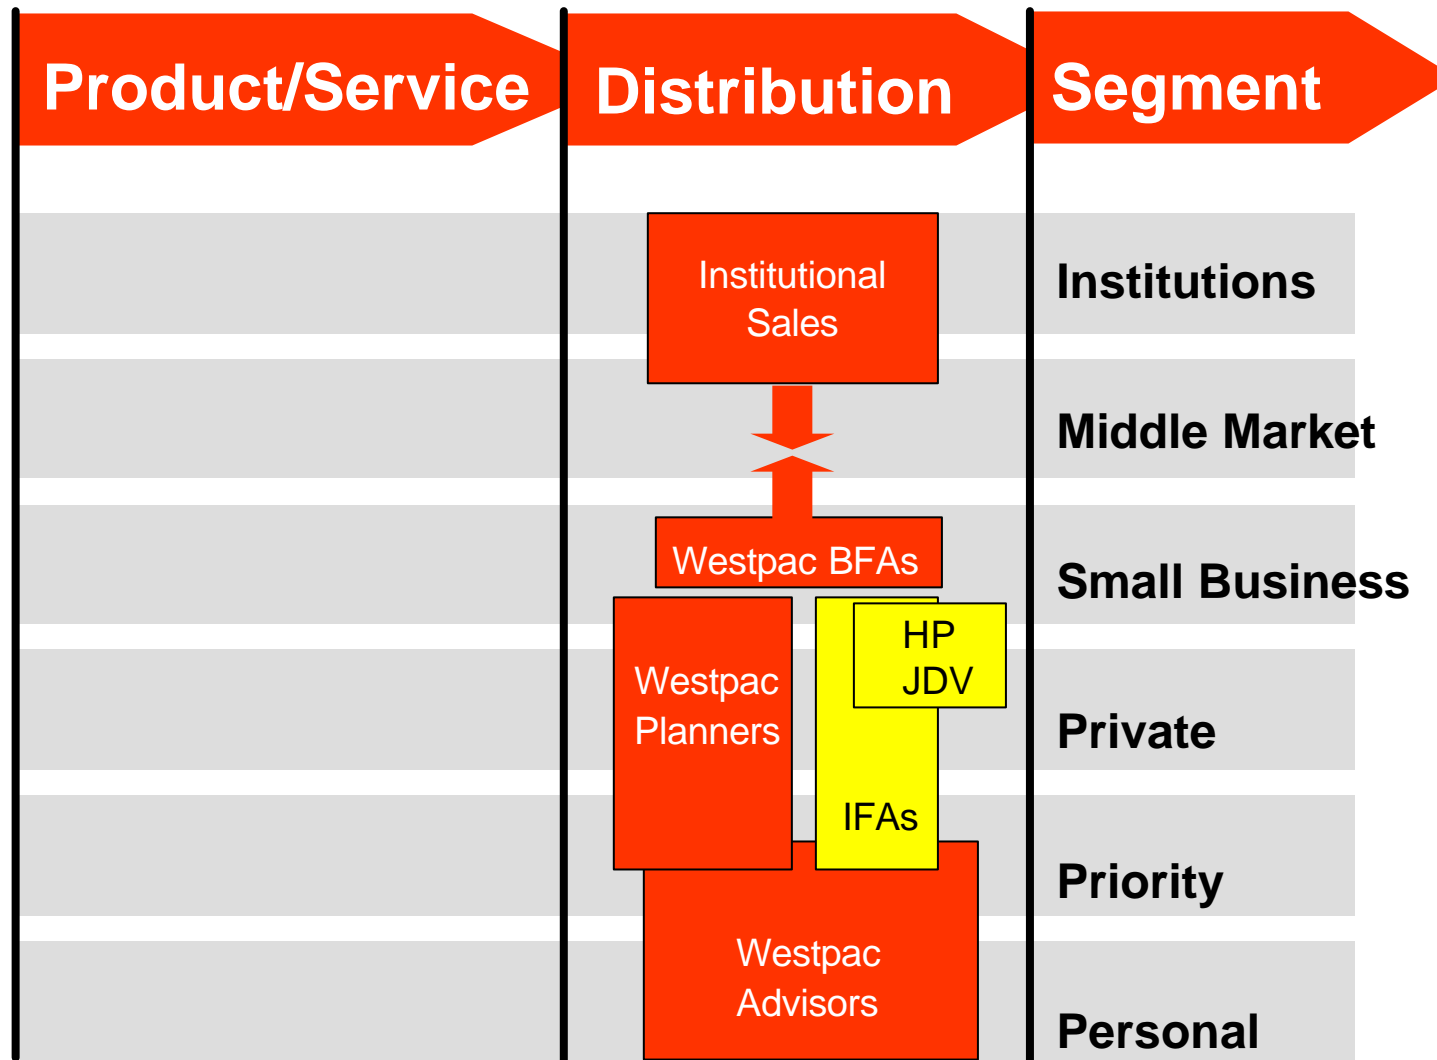 Product/Service
Distribution
Segment
Institutional
Sales
Institutions
Middle Market
Westpac BFAs
Small Business
HP
JDV
Westpac
Planners
Private
IFAs
Priority
Westpac
Advisors
Personal